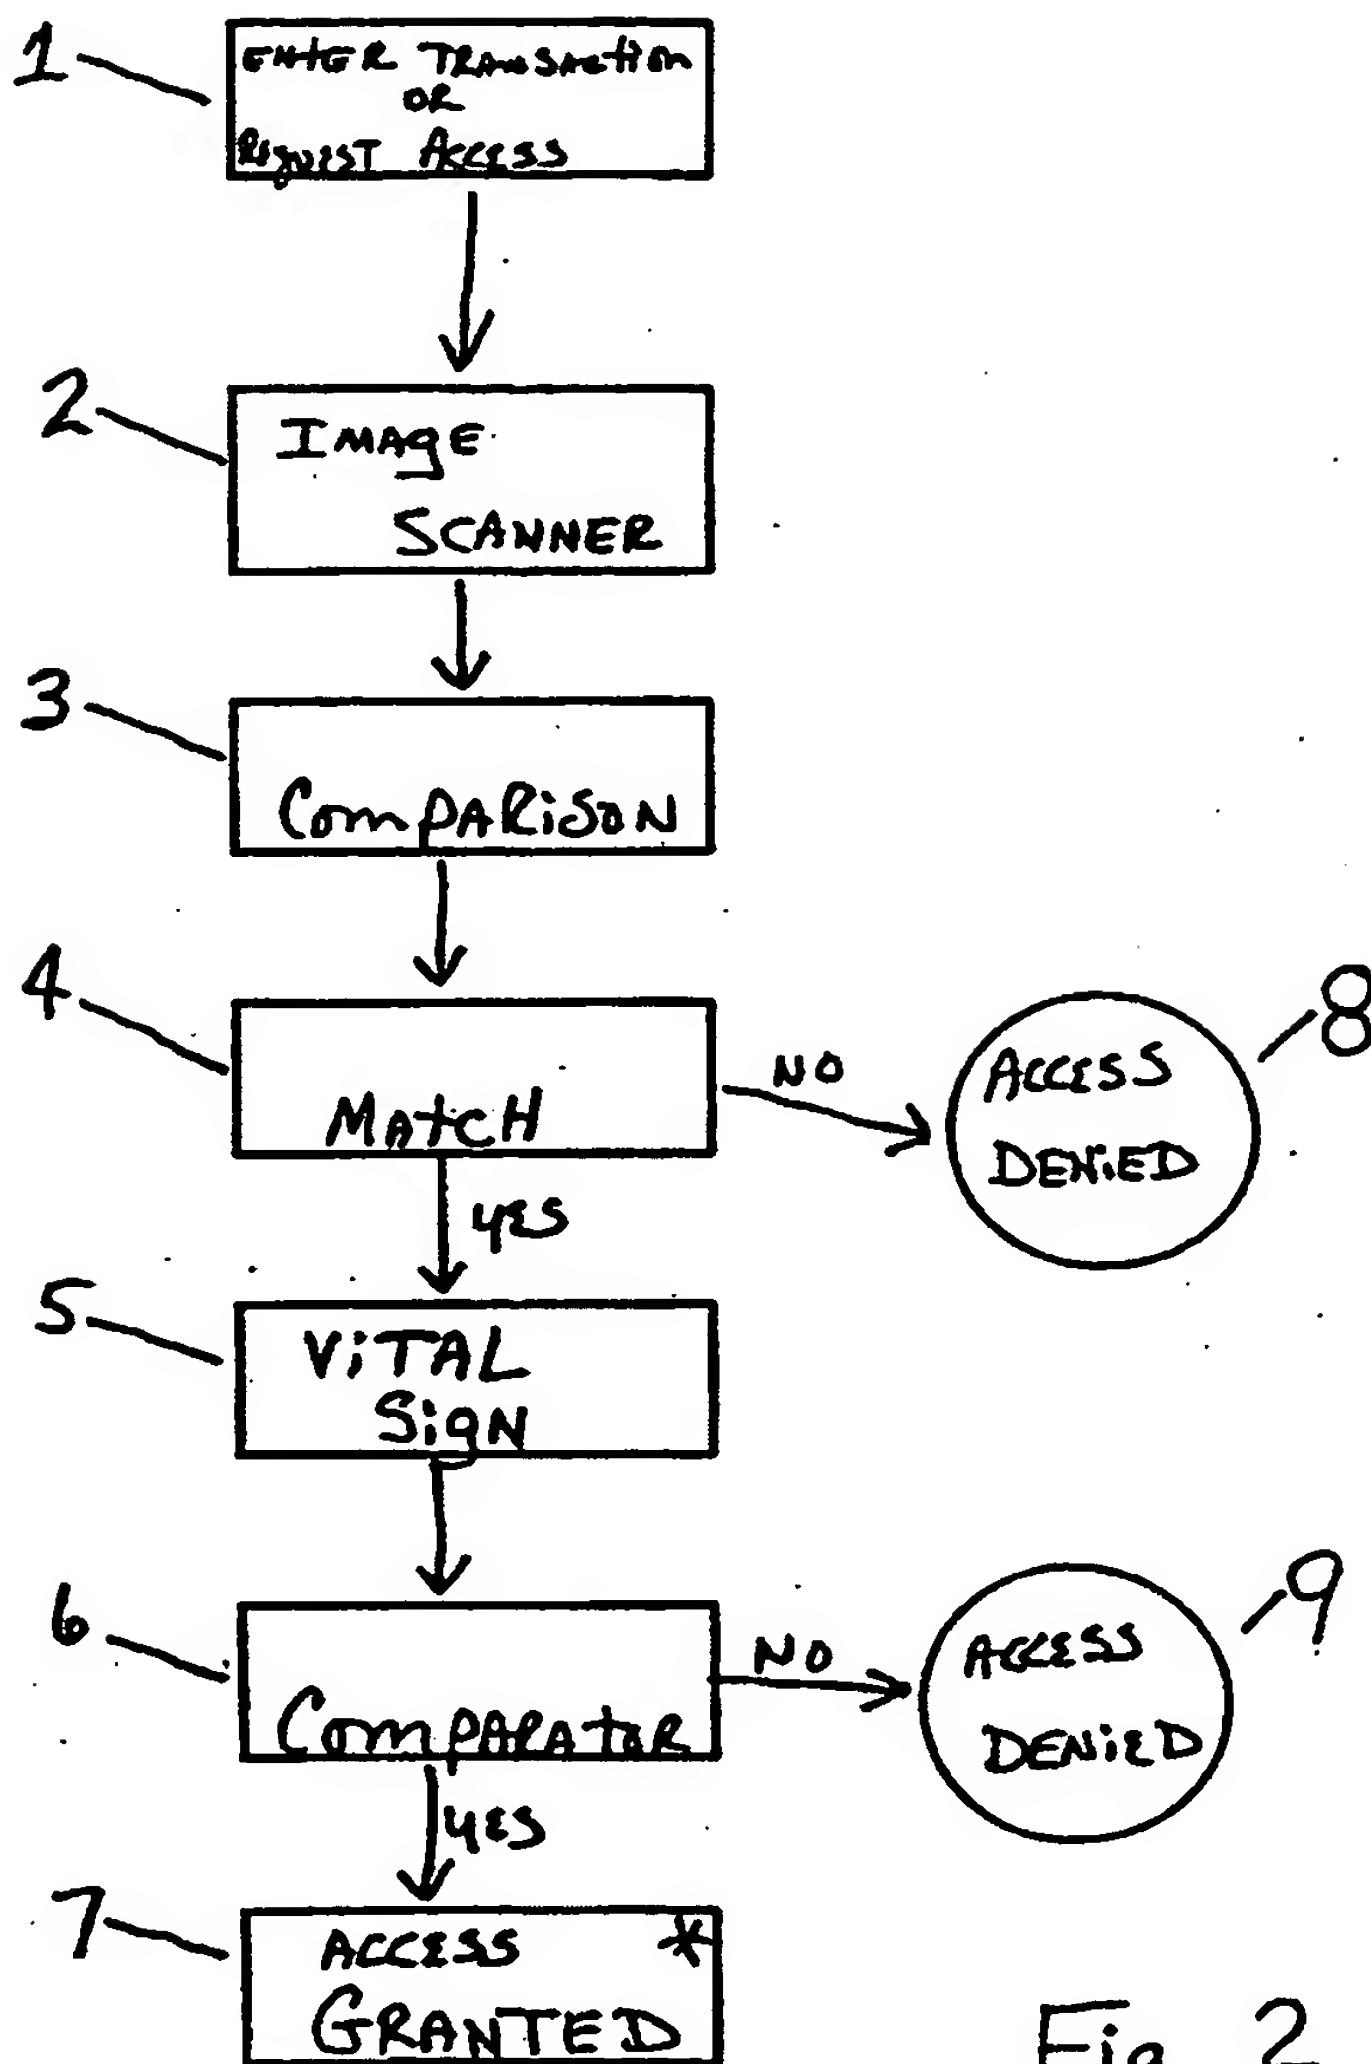 1
ENTER TRANSACTION
OR
REQUEST ACCESS
2
IMAGE
SCANNER
3
COMPARISON
4
MATCH
NO
ACCESS
DENIED
8
YES
5
VITAL
SIGN
6
COMPARATOR
NO
ACCESS
DENIED
9
YES
7
ACCESS *
GRANTED
Fig 2